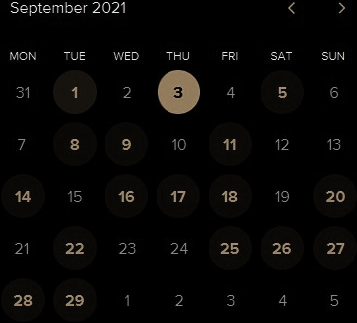 September 2021
MON TUE WED THU FRI SAT SUN
31 1 2 3 4 5 6
7 8 9 10 11 12 13
14 15 16 17 18 19 20
21 22 23 24 25 26 27
28 29 1 2 3 4 5